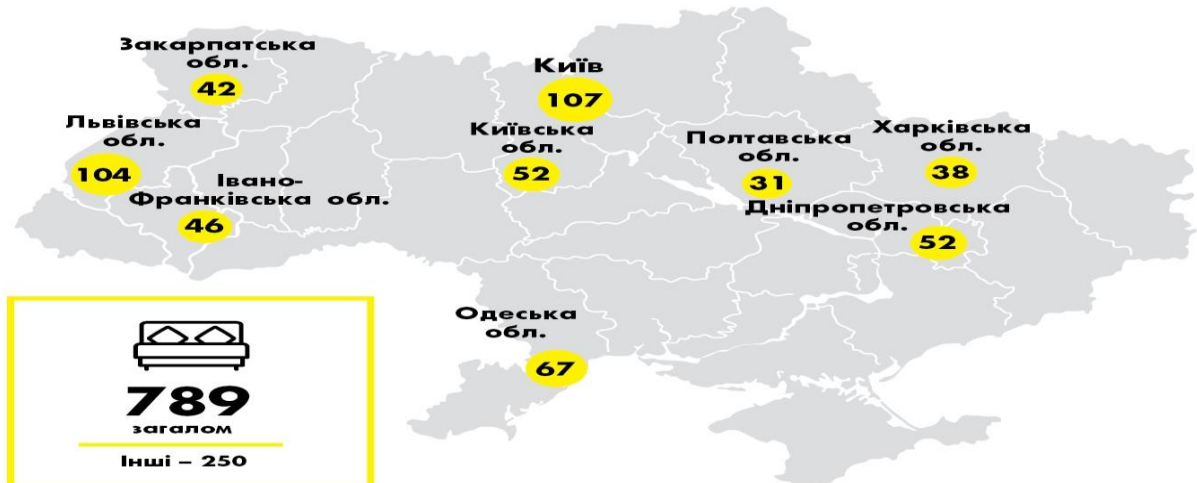 Закарпатська
обл.
42
Київ
107
Львівська
обл.
104
Київська
обл.
52
Полтавська
обл.
31
Харківська
обл.
38
Івано-
Франківська обл.
46
Дніпропетровська
обл.
52
Одеська
обл.
67
789
загалом
Інші – 250